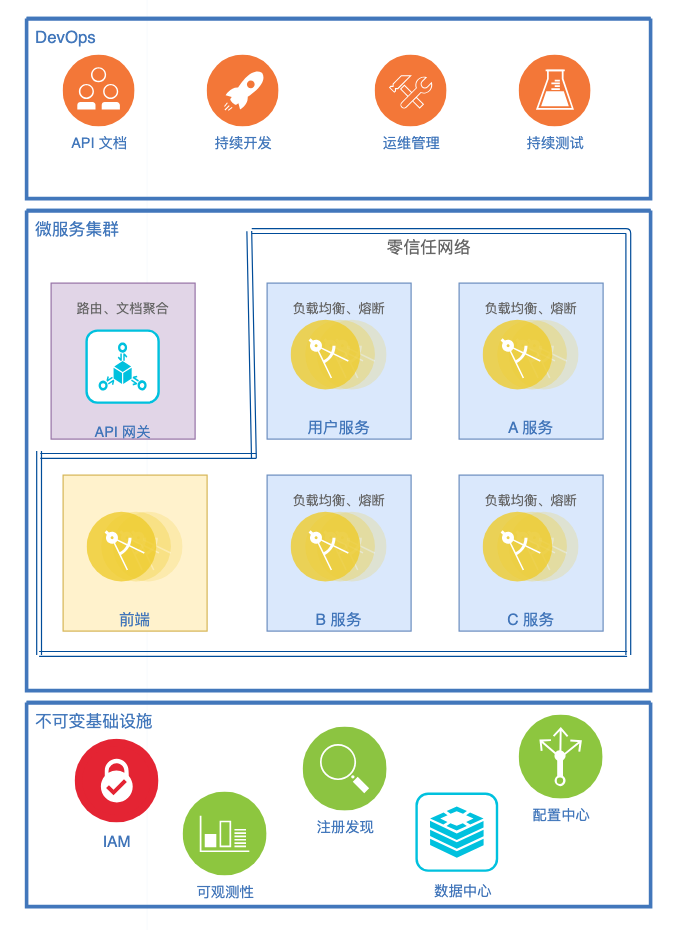 DevOps
API 文档
持续开发
运维管理
持续测试
微服务集群
零信任网络
路由、文档聚合
负载均衡、熔断
负载均衡、熔断
API 网关
用户服务
A 服务
负载均衡、熔断
负载均衡、熔断
前端
B 服务
C 服务
不可变基础设施
IAM
可观测性
注册发现
数据中心
配置中心